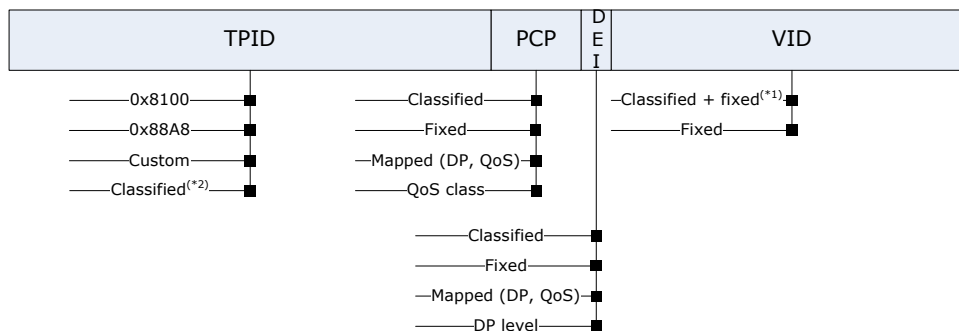 TPID PCP DEI VID
0x8100 Classified Classified + fixed(*1)
0x88A8 Fixed Fixed
Custom Mapped (DP, QoS)
Classified(*2) QoS class
Classified
Fixed
Mapped (DP, QoS)
DP level